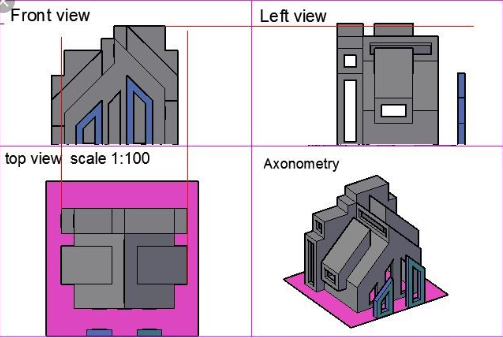 Front view
Left view
top view scale 1:100
Axonometry